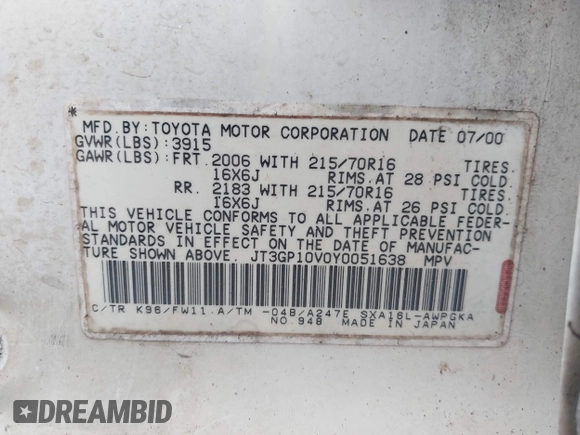 *
MFD. BY: TOYOTA MOTOR CORPORATION DATE 07/00
GVWR(LBS):3915
GAWR(LBS):FRT. 2006 WITH 215/70R16 TIRES.
16X6J RIMS.AT 28 PSI COLD.
RR. 2183 WITH 215/70R16 TIRES.
16X6J RIMS.AT 26 PSI COLD.
THIS VEHICLE CONFORMS TO ALL APPLICABLE FEDER-
AL MOTOR VEHICLE SAFETY AND THEFT PREVENTION
STANDARDS IN EFFECT ON THE DATE OF MANUFAC-
TURE SHOWN ABOVE. JT3GP10V0Y0051638 MPV
C/TR K96/FW11.A/TM -04B/A247E SXA16L-AWPGKA
NO.948 MADE IN JAPAN
DREAMBID